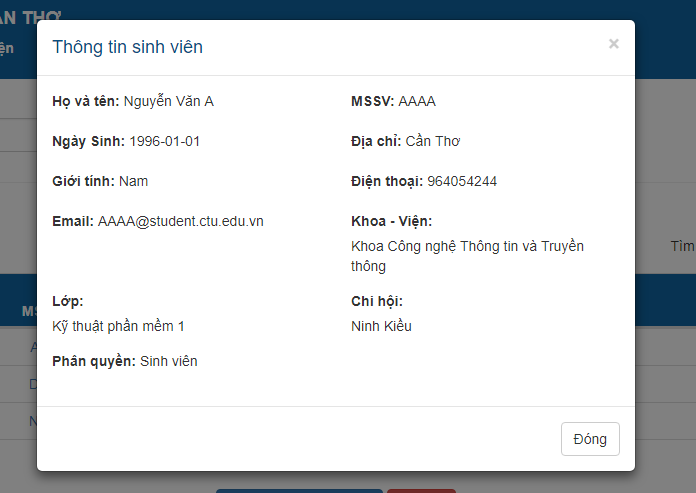 ẦN THƠ
iện
Thông tin sinh viên ×
Họ và tên: Nguyễn Văn A
MSSV: AAAA
Ngày Sinh: 1996-01-01
Địa chỉ: Cần Thơ
Giới tính: Nam
Điện thoại: 964054244
Email: AAAA@student.ctu.edu.vn
Khoa - Viện:
Khoa Công nghệ Thông tin và Truyền
thông
Tìm
Lớp:
Kỹ thuật phần mềm 1
Chi hội:
Ninh Kiều
MS
A
D
N
Phân quyền: Sinh viên
Đóng